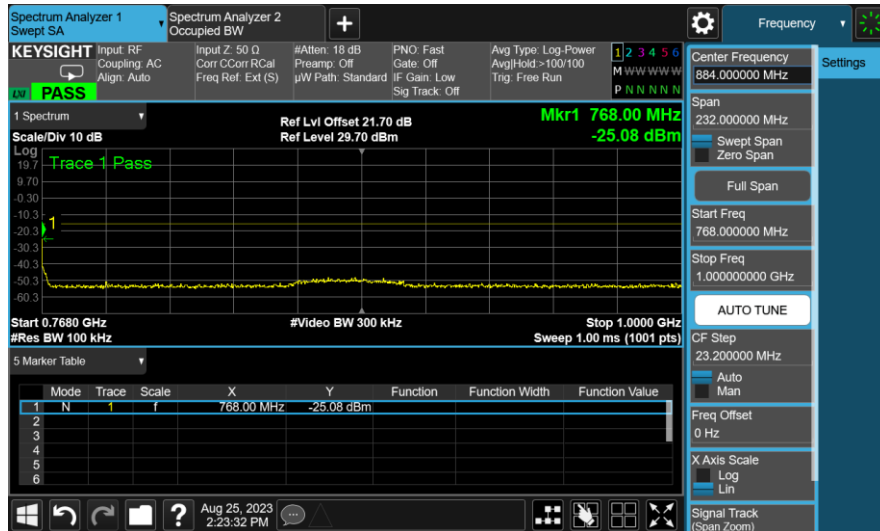 Spectrum Analyzer 1
Swept SA
Spectrum Analyzer 2
Occupied BW
Frequency
KEYSIGHT
Input: RF
Coupling: AC
Align: Auto
Input Z: 50 Ω
Corr CCorr RCal
Freq Ref: Ext (S)
#Atten: 18 dB
Preamp: Off
µW Path: Standard
PNO: Fast
Gate: Off
IF Gain: Low
Sig Track: Off
Avg Type: Log-Power
Avg|Hold:>100/100
Trig: Free Run
1 2 3 4 5 6
M W W W W W
P N N N N N
LXI
PASS
1 Spectrum
Scale/Div 10 dB
Ref Lvl Offset 21.70 dB
Ref Level 29.70 dBm
Mkr1 768.00 MHz
-25.08 dBm
Log
Trace 1 Pass
19.7
9.70
-0.30
-10.3
-20.3
-30.3
-40.3
-50.3
-60.3
1
Start 0.7680 GHz
#Res BW 100 kHz
#Video BW 300 kHz
Stop 1.0000 GHz
Sweep 1.00 ms (1001 pts)
5 Marker Table
Mode Trace Scale X Y Function Function Width Function Value
1 N 1 f 768.00 MHz -25.08 dBm
2
3
4
5
6
Aug 25, 2023
2:23:32 PM
Center Frequency
884.000000 MHz
Settings
Span
232.000000 MHz
Swept Span
Zero Span
Full Span
Start Freq
768.000000 MHz
Stop Freq
1.000000000 GHz
AUTO TUNE
CF Step
23.200000 MHz
Auto
Man
Freq Offset
0 Hz
X Axis Scale
Log
Lin
Signal Track
(Span Zoom)